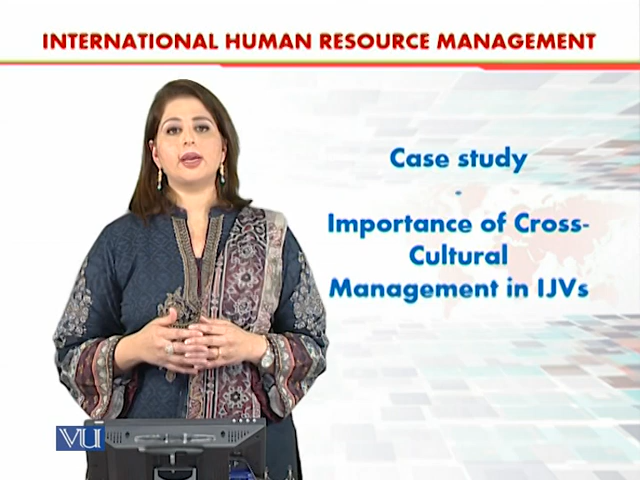 INTERNATIONAL HUMAN RESOURCE MANAGEMENT
Case study
-
Importance of Cross-
Cultural
Management in IJVs
VU